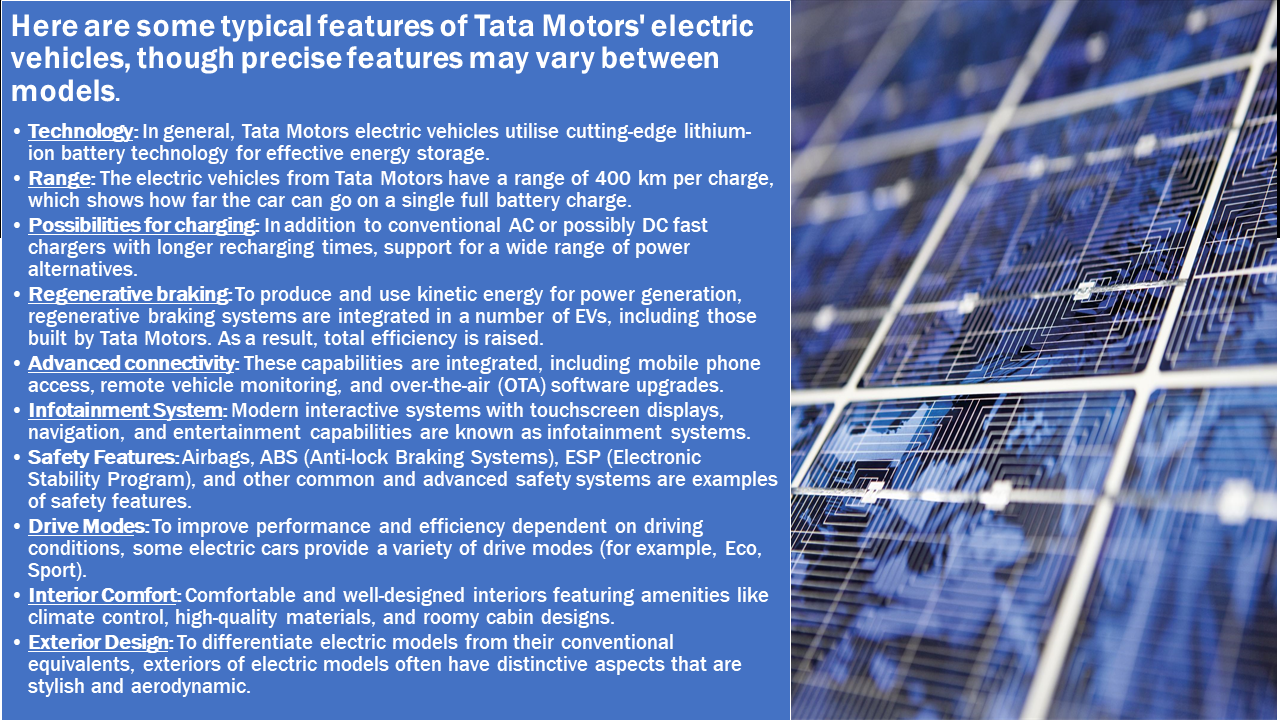 Here are some typical features of Tata Motors' electric
vehicles, though precise features may vary between
models.
• Technology: In general, Tata Motors electric vehicles utilise cutting-edge lithium-
ion battery technology for effective energy storage.
• Range: The electric vehicles from Tata Motors have a range of 400 km per charge,
which shows how far the car can go on a single full battery charge.
• Possibilities for charging: In addition to conventional AC or possibly DC fast
chargers with longer recharging times, support for a wide range of power
alternatives.
• Regenerative braking: To produce and use kinetic energy for power generation,
regenerative braking systems are integrated in a number of EVs, including those
built by Tata Motors. As a result, total efficiency is raised.
• Advanced connectivity: These capabilities are integrated, including mobile phone
access, remote vehicle monitoring, and over-the-air (OTA) software upgrades.
• Infotainment System: Modern interactive systems with touchscreen displays,
navigation, and entertainment capabilities are known as infotainment systems.
• Safety Features: Airbags, ABS (Anti-lock Braking Systems), ESP (Electronic
Stability Program), and other common and advanced safety systems are examples
of safety features.
• Drive Modes: To improve performance and efficiency dependent on driving
conditions, some electric cars provide a variety of drive modes (for example, Eco,
Sport).
• Interior Comfort: Comfortable and well-designed interiors featuring amenities like
climate control, high-quality materials, and roomy cabin designs.
• Exterior Design: To differentiate electric models from their conventional
equivalents, exteriors of electric models often have distinctive aspects that are
stylish and aerodynamic.